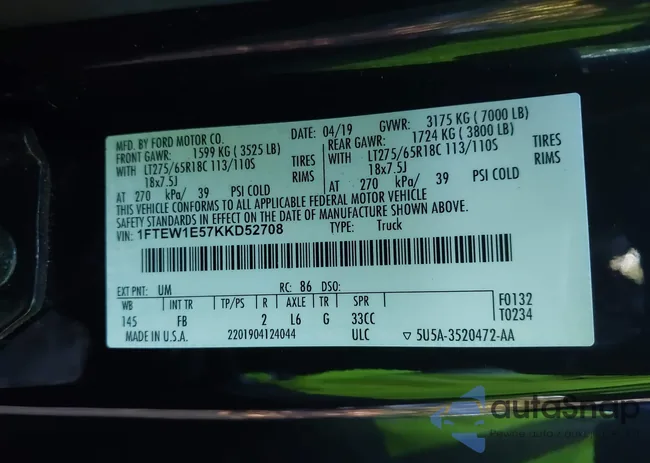 MFD. BY FORD MOTOR CO. DATE: 04/19 GVWR: 3175 KG ( 7000 LB)
FRONT GAWR: 1599 KG ( 3525 LB) REAR GAWR: 1724 KG ( 3800 LB)
WITH LT275/65R18C 113/110S TIRES WITH LT275/65R18C 113/110S TIRES
18x7.5J RIMS 18x7.5J RIMS
AT 270 kPa/ 39 PSI COLD AT 270 kPa/ 39 PSI COLD
THIS VEHICLE CONFORMS TO ALL APPLICABLE FEDERAL MOTOR VEHICLE
SAFETY STANDARDS IN EFFECT ON THE DATE OF MANUFACTURE SHOWN ABOVE.
VIN: 1FTEW1E57KKD52708 TYPE: Truck
EXT PNT: UM RC: 86 DSO:
WB INT TR TP/PS R AXLE TR SPR F0132
145 FB 2 L6 G 33CC T0234
MADE IN U.S.A. 2201904124044 ULC ▽ 5U5A-3520472-AA
autoSnap